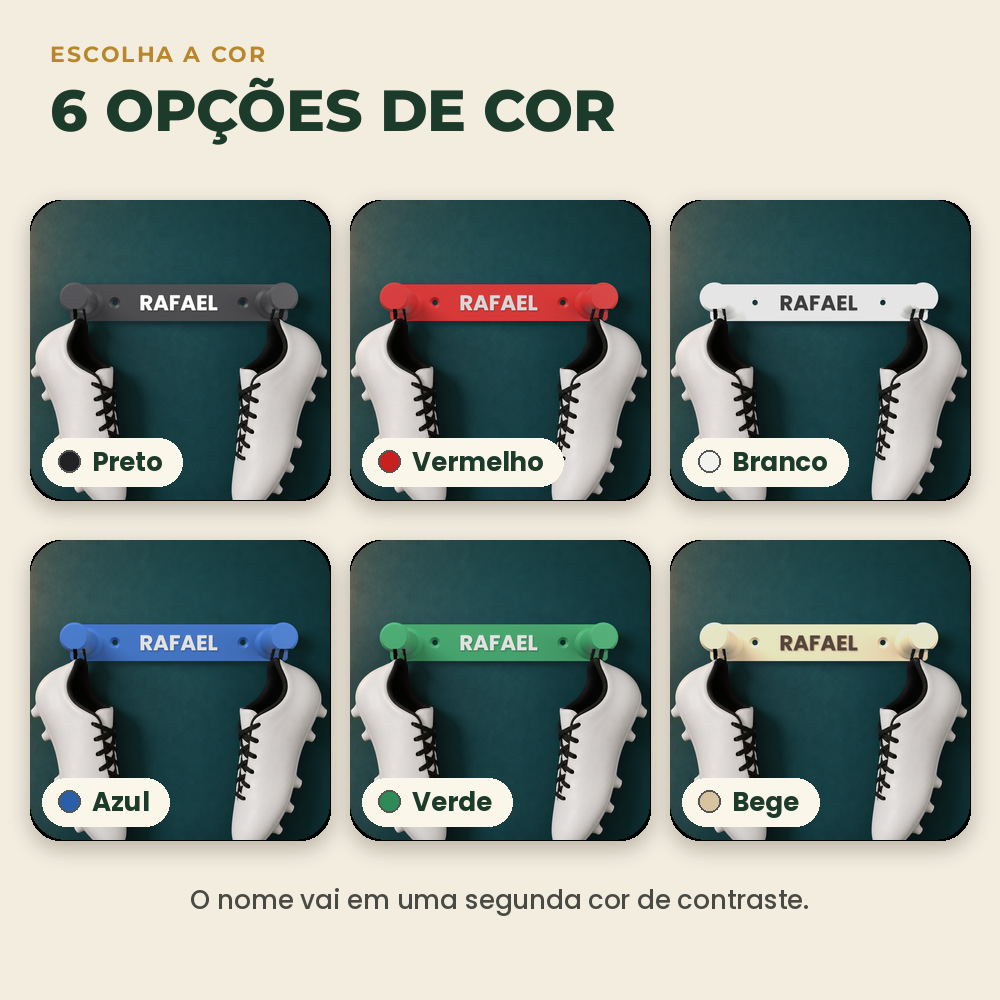 ESCOLHA A COR
6 OPÇÕES DE COR
RAFAEL
RAFAEL
RAFAEL
Preto
Vermelho
Branco
RAFAEL
RAFAEL
RAFAEL
Azul
Verde
Bege
O nome vai em uma segunda cor de contraste.